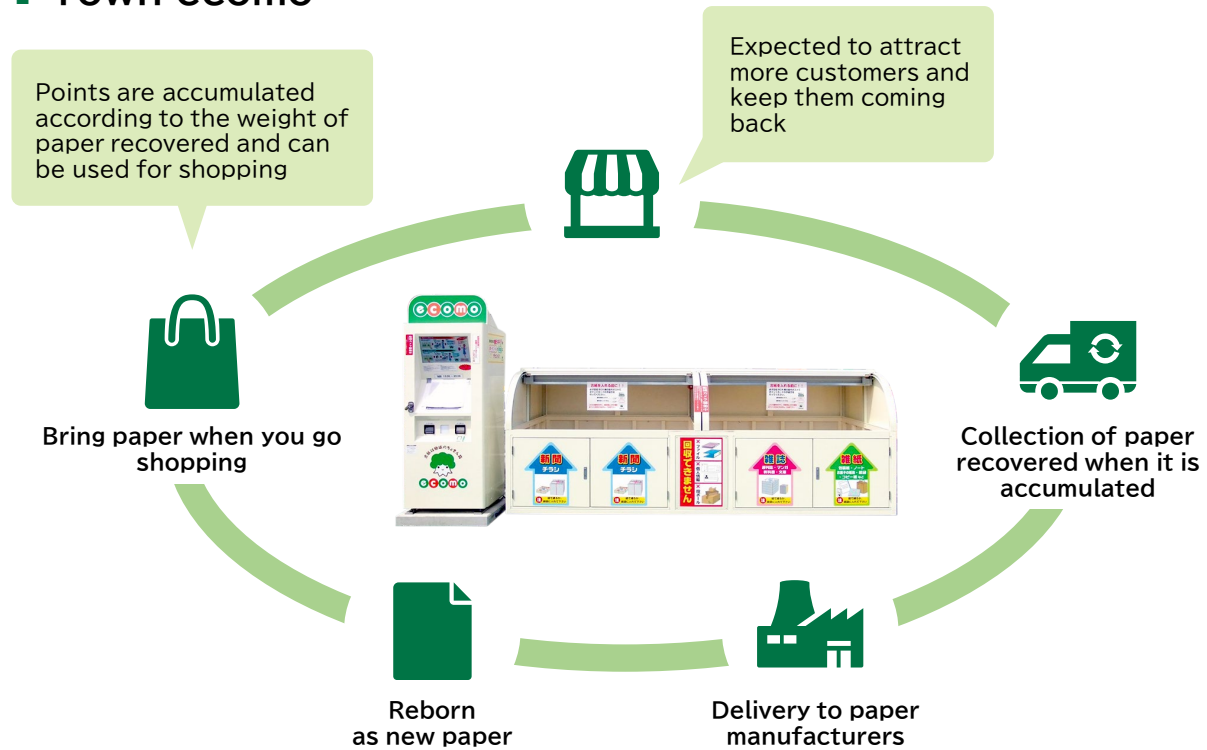 Town ecomo
Points are accumulated
according to the weight of
paper recovered and can
be used for shopping
Expected to attract
more customers and
keep them coming
back
Bring paper when you go
shopping
ecomo
ecomo
新聞
チラシ
新聞
チラシ
回収できません
雑誌
雑紙
Collection of paper
recovered when it is
accumulated
Reborn
as new paper
Delivery to paper
manufacturers